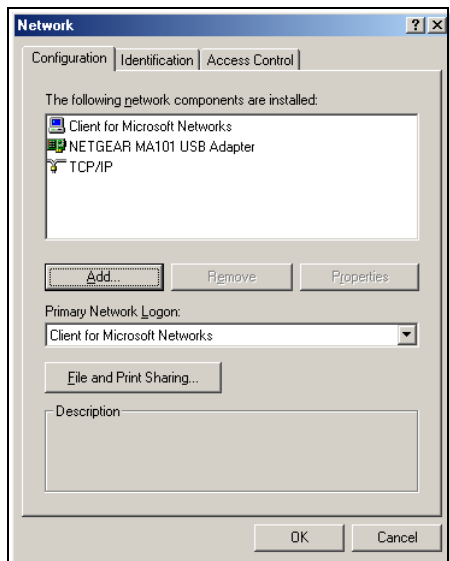 Network
Configuration Identification Access Control
The following network components are installed:
Client for Microsoft Networks
NETGEAR MA101 USB Adapter
TCP/IP
Add... Remove Properties
Primary Network Logon:
Client for Microsoft Networks
File and Print Sharing...
Description
OK Cancel